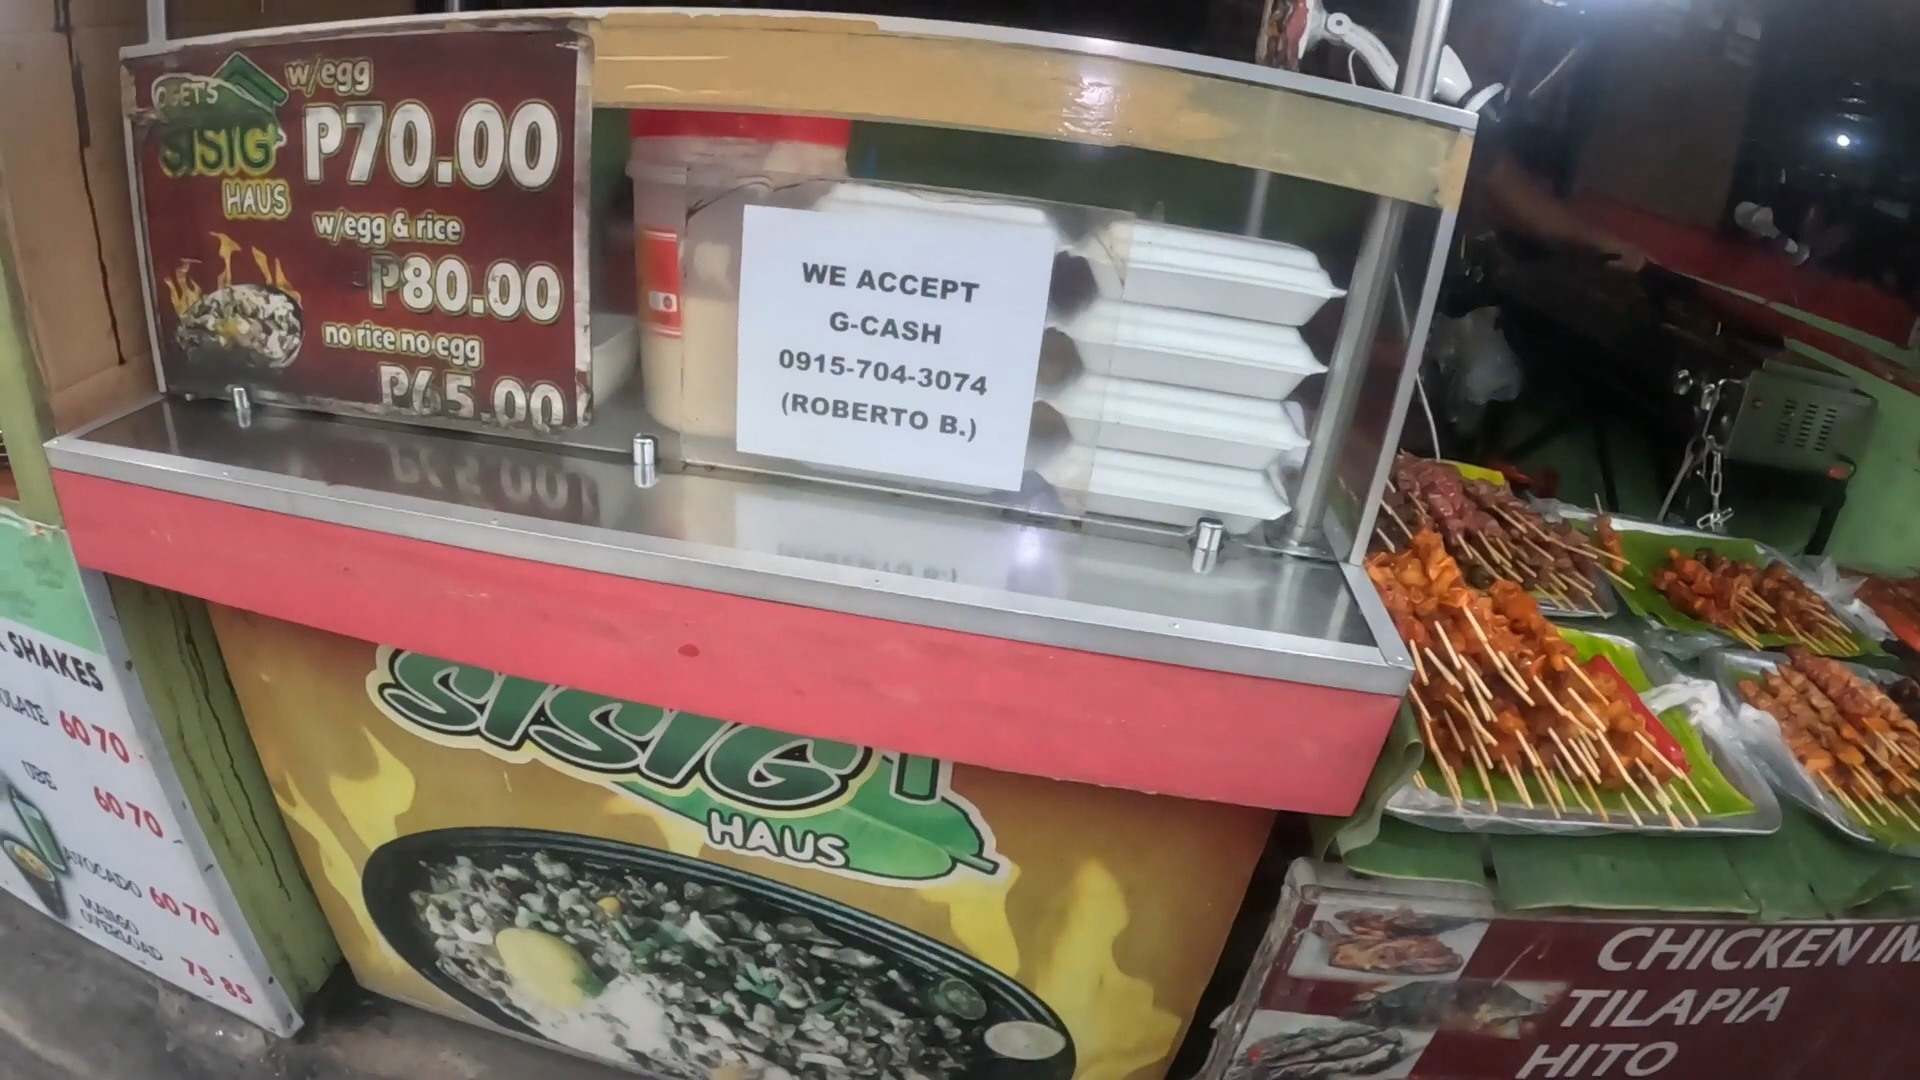 SISIG
HAUS
w/egg
P70.00
w/egg & rice
P80.00
no rice no egg
P65.00
WE ACCEPT
G-CASH
0915-704-3074
(ROBERTO B.)
SISIG
HAUS
SHAKES
60 70
UBE 60 70
AVOCADO 60 70
MANGO
OVERLOAD 75 85
CHICKEN
TILAPIA
HITO